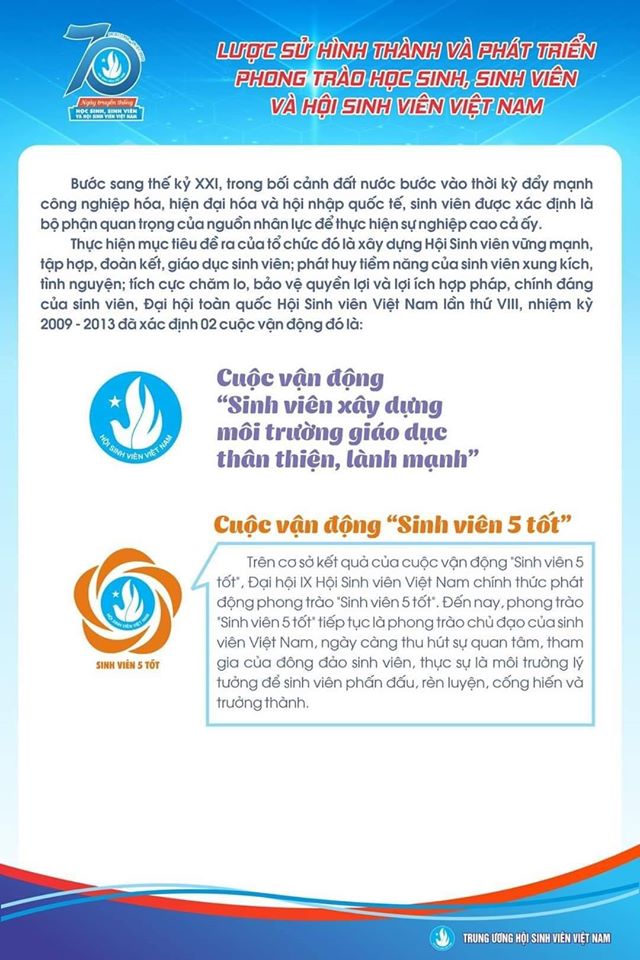 70
Ngày truyền thống
HỌC SINH, SINH VIÊN
VÀ HỘI SINH VIÊN VIỆT NAM
LƯỢC SỬ HÌNH THÀNH VÀ PHÁT TRIỂN
PHONG TRÀO HỌC SINH, SINH VIÊN
VÀ HỘI SINH VIÊN VIỆT NAM
Bước sang thế kỷ XXI, trong bối cảnh đất nước bước vào thời kỳ đẩy mạnh
công nghiệp hóa, hiện đại hóa và hội nhập quốc tế, sinh viên được xác định là
bộ phận quan trọng của nguồn nhân lực để thực hiện sự nghiệp cao cả ấy.
Thực hiện mục tiêu đề ra của tổ chức đó là xây dựng Hội Sinh viên vững mạnh,
tập hợp, đoàn kết, giáo dục sinh viên; phát huy tiềm năng của sinh viên xung kích,
tình nguyện; tích cực chăm lo, bảo vệ quyền lợi và lợi ích hợp pháp, chính đáng
của sinh viên, Đại hội toàn quốc Hội Sinh viên Việt Nam lần thứ VIII, nhiệm kỳ
2009 - 2013 đã xác định 02 cuộc vận động đó là:
HỘI SINH VIÊN VIỆT NAM
Cuộc vận động
“Sinh viên xây dựng
môi trường giáo dục
thân thiện, lành mạnh”
Cuộc vận động “Sinh viên 5 tốt”
HỘI SINH VIÊN VIỆT NAM
SINH VIÊN 5 TỐT
Trên cơ sở kết quả của cuộc vận động "Sinh viên 5
tốt", Đại hội IX Hội Sinh viên Việt Nam chính thức phát
động phong trào "Sinh viên 5 tốt". Đến nay, phong trào
"Sinh viên 5 tốt" tiếp tục là phong trào chủ đạo của sinh
viên Việt Nam, ngày càng thu hút sự quan tâm, tham
gia của đông đảo sinh viên, thực sự là môi trường lý
tưởng để sinh viên phấn đấu, rèn luyện, cống hiến và
trưởng thành.
TRUNG ƯƠNG HỘI SINH VIÊN VIỆT NAM